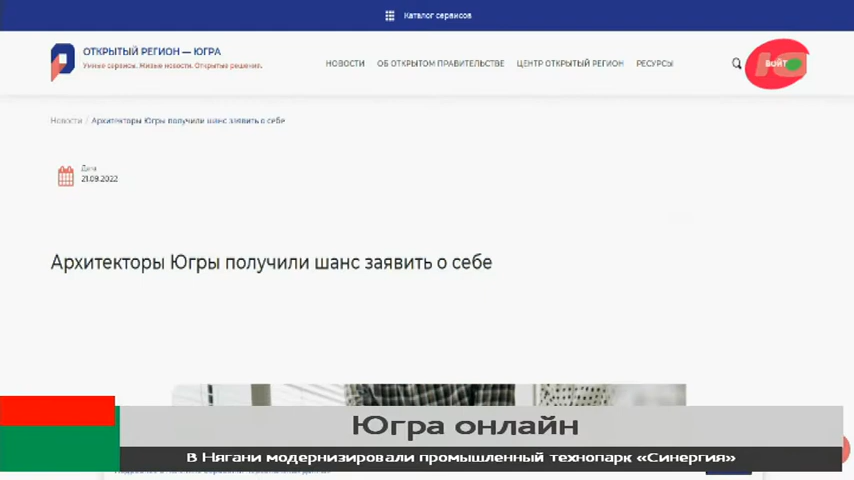 Каталог сервисов
ОТКРЫТЫЙ РЕГИОН — ЮГРА
Умные сервисы. Живые новости. Открытые решения.
НОВОСТИ ОБ ОТКРЫТОМ ПРАВИТЕЛЬСТВЕ ЦЕНТР ОТКРЫТЫЙ РЕГИОН РЕСУРСЫ
ВОЙТИ
Новости / Архитекторы Югры получили шанс заявить о себе
Дата
21.09.2022
Архитекторы Югры получили шанс заявить о себе
Югра онлайн
В Нягани модернизировали промышленный технопарк «Синергия»